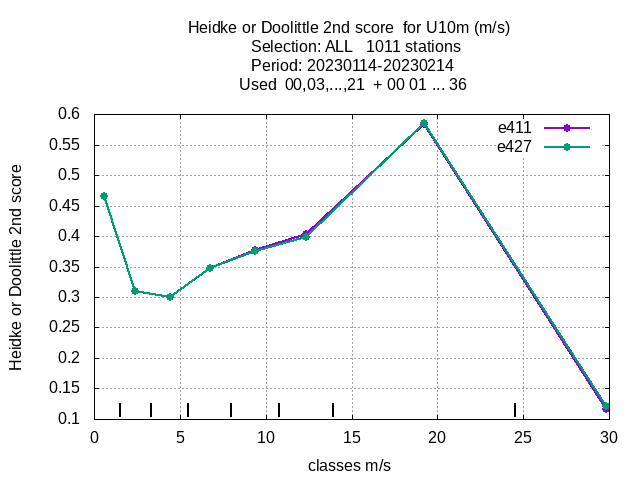 Heidke or Doolittle 2nd score  for U10m (m/s)
Selection: ALL   1011 stations
Period: 20230114-20230214
Used  00,03,...,21  + 00 01 ... 36
e411
e427
Heidke or Doolittle 2nd score
0.6
0.55
0.5
0.45
0.4
0.35
0.3
0.25
0.2
0.15
0.1
0 5 10 15 20 25 30
classes m/s